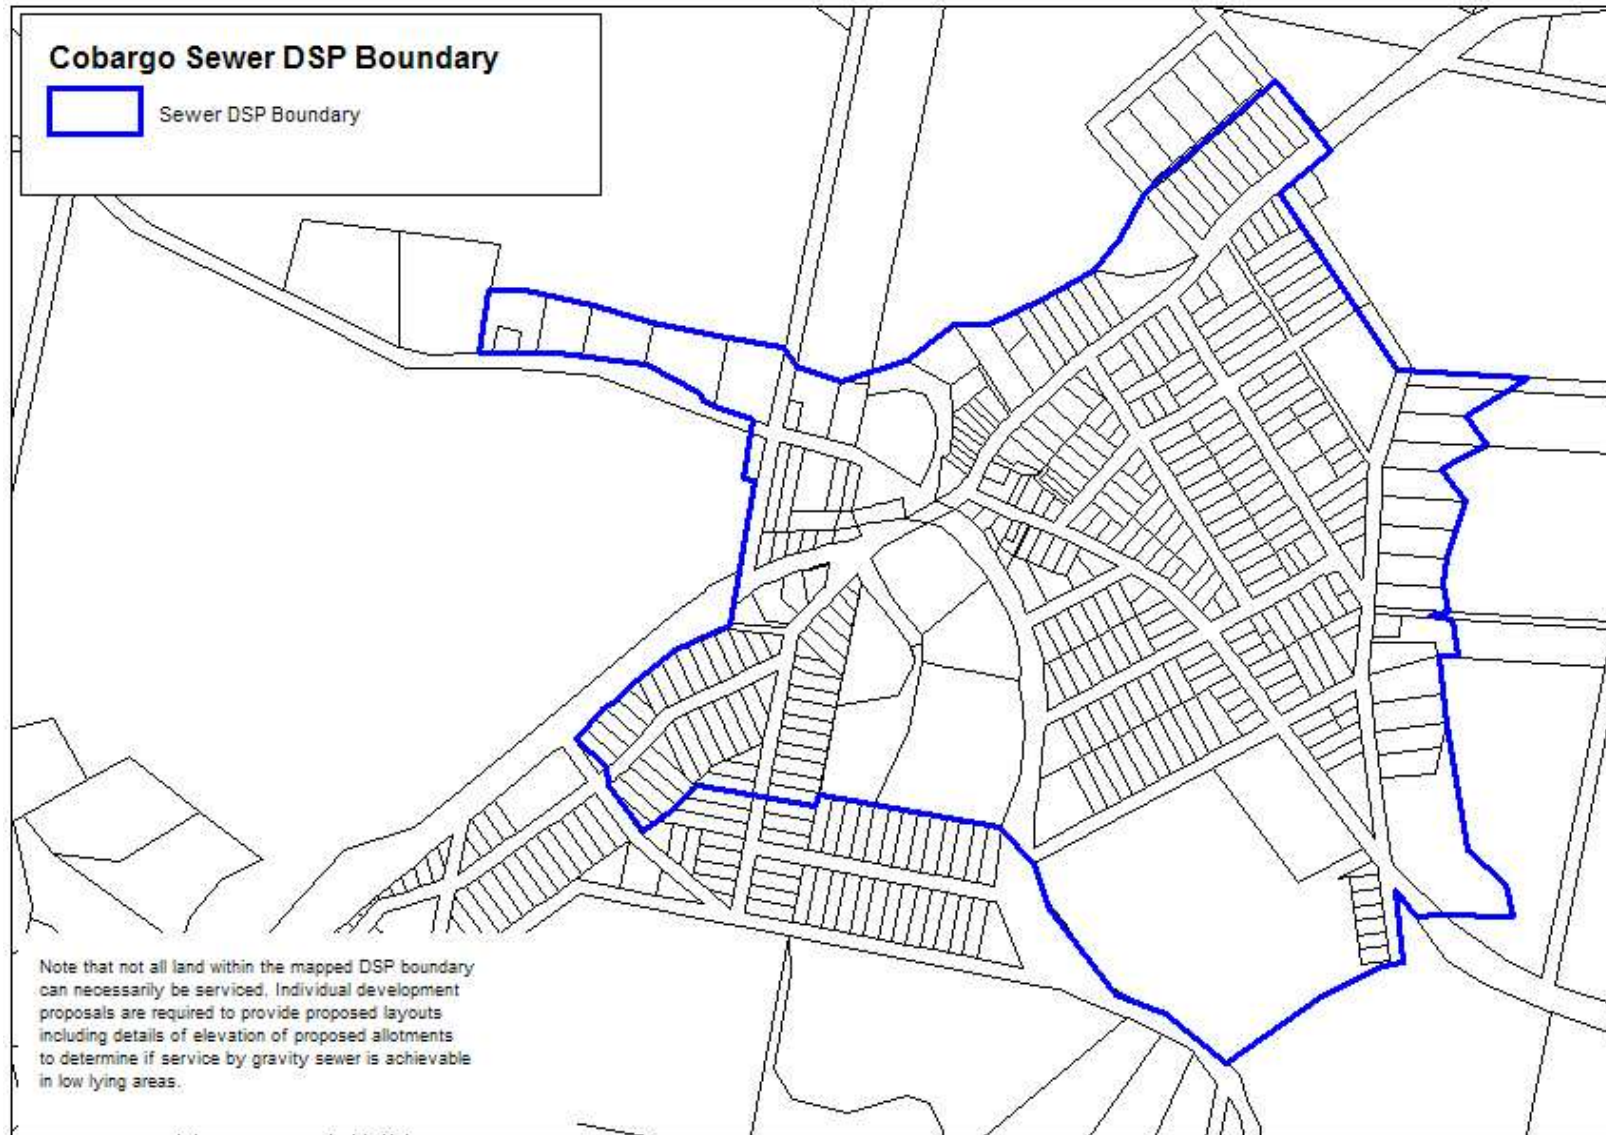 Cobargo Sewer DSP Boundary
Sewer DSP Boundary
Note that not all land within the mapped DSP boundary
can necessarily be serviced. Individual development
proposals are required to provide proposed layouts
including details of elevation of proposed allotments
to determine if service by gravity sewer is achievable
in low lying areas.